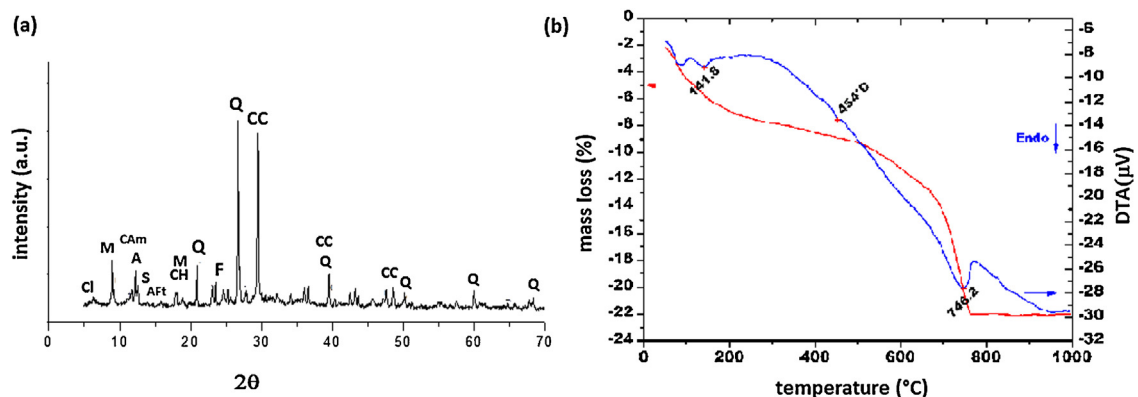 (a)
intensity (a.u.)
Cl
M
CAm
A
S
AFt
M
CH
Q
F
Q
CC
CC
Q
CC
Q
Q
Q
0 10 20 30 40 50 60 70
2θ
(b)
mass loss (%)
0
-2
-4
-6
-8
-10
-12
-14
-16
-18
-20
-22
-24
141.8
454°C
746.2
Endo
-6
-8
-10
-12
-14
-16
-18
-20
-22
-24
-26
-28
-30
-32
DTA(μV)
0 200 400 600 800 1000
temperature (°C)